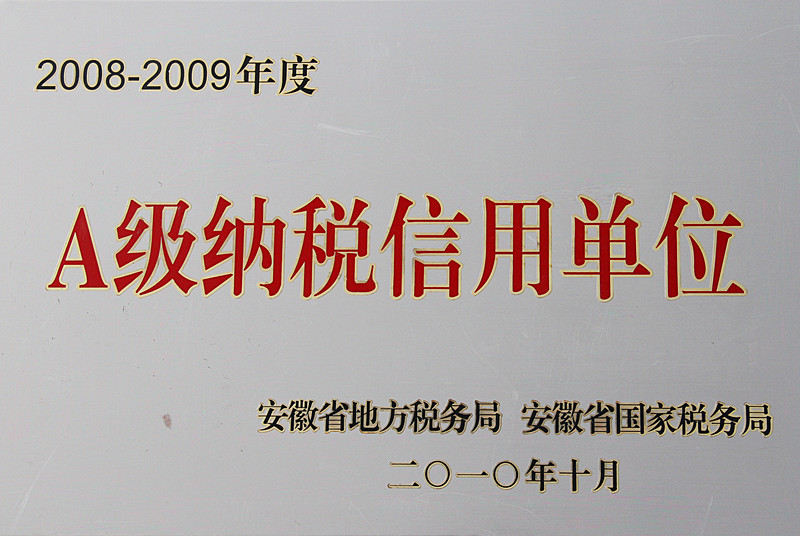 2008-2009年度
A级纳税信用单位
安徽省地方税务局 安徽省国家税务局
二〇一〇年十月